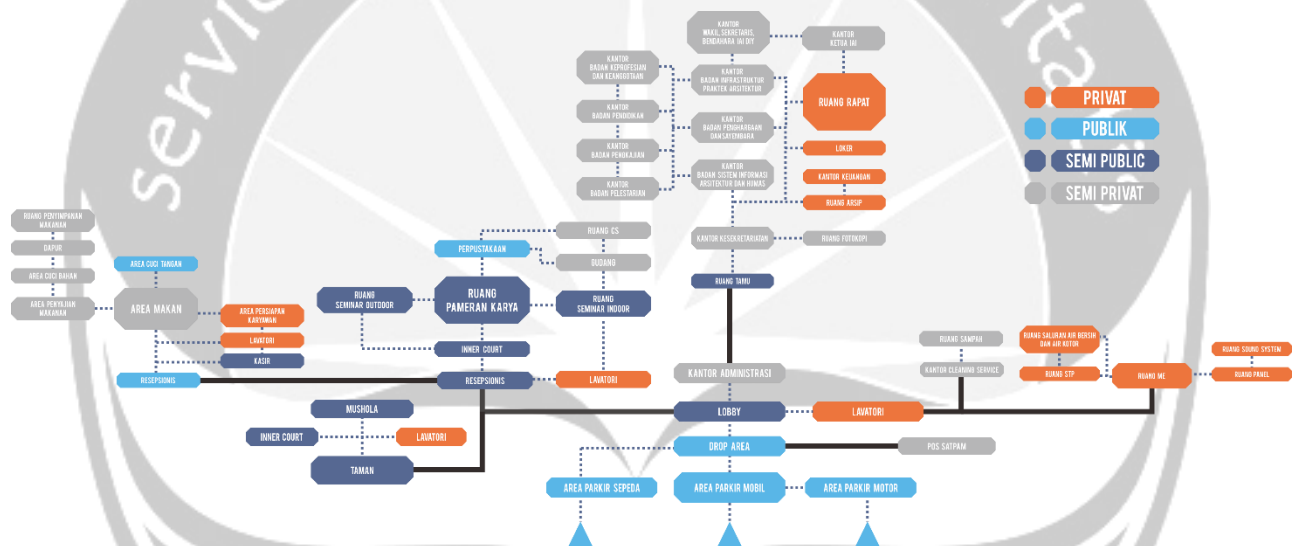 serviens
itatis
KANTOR
WAKIL, SEKRETARIS,
BENDAHARA IAI DIY
KANTOR
KETUA IAI
KANTOR
BADAN KEPROFESIAN
DAN KEANGGOTAAN
KANTOR
BADAN INFRASTRUKTUR
PRAKTEK ARSITEKTUR
RUANG RAPAT
PRIVAT
KANTOR
BADAN PENDIDIKAN
KANTOR
BADAN PENGHARGAAN
DAN SAYEMBARA
PUBLIK
KANTOR
BADAN PENGKAJIAN
LOKER
SEMI PUBLIC
KANTOR
BADAN PELESTARIAN
KANTOR
BADAN SISTEM INFORMASI
ARSITEKTUR DAN HUMAS
KANTOR KEUANGAN
RUANG ARSIP
SEMI PRIVAT
RUANG PENYIMPANAN
MAKANAN
DAPUR
AREA CUCI BAHAN
AREA PENYAJIAN
MAKANAN
AREA CUCI TANGAN
AREA MAKAN
AREA PERSIAPAN
KARYAWAN
LAVATORI
KASIR
RESEPSIONIS
RUANG CS
PERPUSTAKAAN
GUDANG
RUANG
SEMINAR OUTDOOR
RUANG
PAMERAN KARYA
RUANG
SEMINAR INDOOR
INNER COURT
RESEPSIONIS
LAVATORI
KANTOR KESEKRETARIATAN
RUANG FOTOKOPI
RUANG TAMU
KANTOR ADMINISTRASI
RUANG SAMPAH
KANTOR CLEANING SERVICE
RUANG SALURAN AIR BERSIH
DAN AIR KOTOR
RUANG STP
RUANG ME
RUANG SOUND SYSTEM
RUANG PANEL
MUSHOLA
INNER COURT
LAVATORI
TAMAN
LOBBY
LAVATORI
DROP AREA
POS SATPAM
AREA PARKIR SEPEDA
AREA PARKIR MOBIL
AREA PARKIR MOTOR